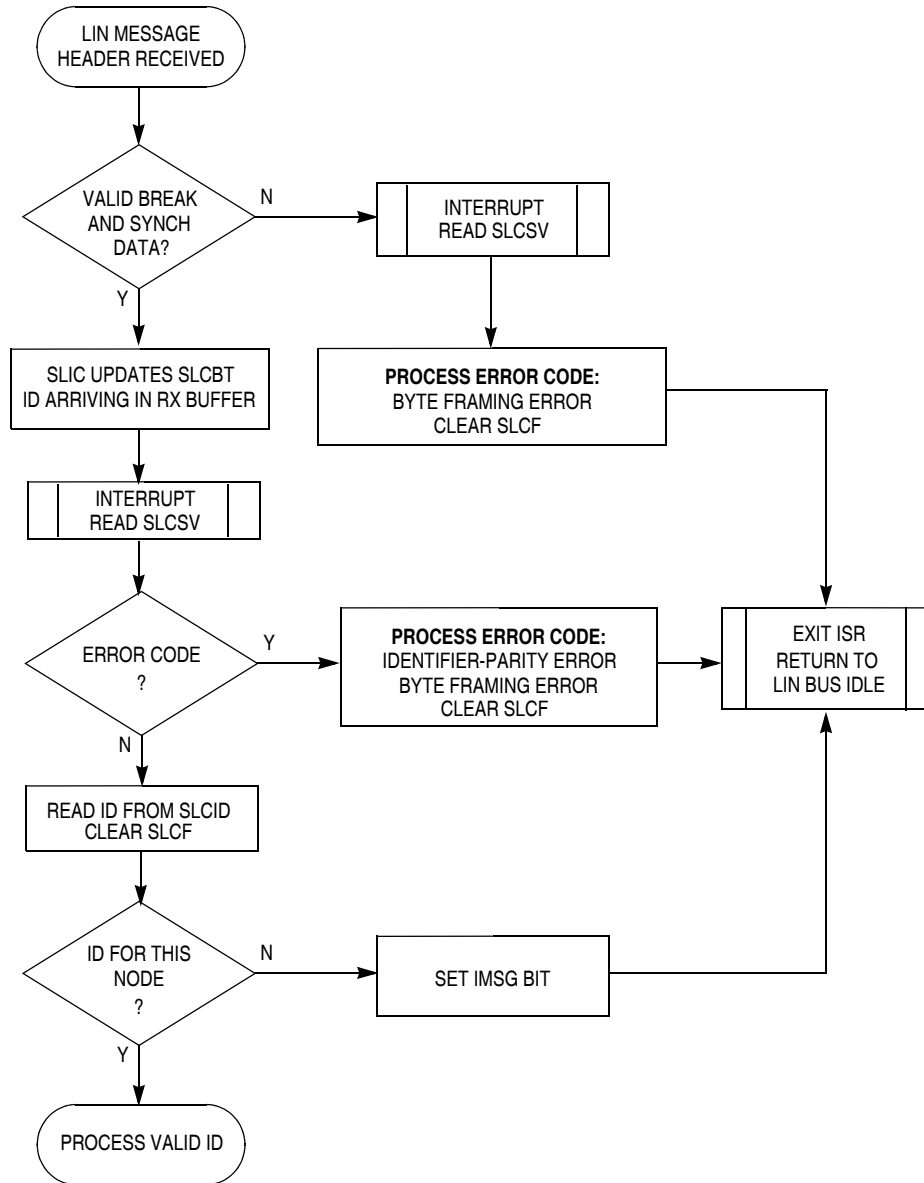 LIN MESSAGE
HEADER RECEIVED
VALID BREAK
AND SYNCH
DATA?
N
INTERRUPT
READ SLCSV
Y
SLIC UPDATES SLCBT
ID ARRIVING IN RX BUFFER
PROCESS ERROR CODE:
BYTE FRAMING ERROR
CLEAR SLCF
INTERRUPT
READ SLCSV
ERROR CODE
?
Y
PROCESS ERROR CODE:
IDENTIFIER-PARITY ERROR
BYTE FRAMING ERROR
CLEAR SLCF
EXIT ISR
RETURN TO
LIN BUS IDLE
N
READ ID FROM SLCID
CLEAR SLCF
ID FOR THIS
NODE
?
N
SET IMSG BIT
Y
PROCESS VALID ID